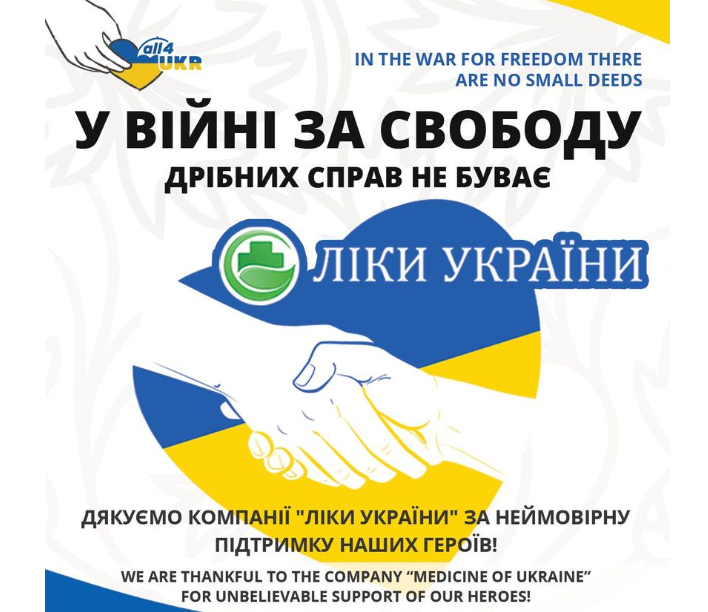 all4
UKR
IN THE WAR FOR FREEDOM THERE
ARE NO SMALL DEEDS
У ВІЙНІ ЗА СВОБОДУ
ДРІБНИХ СПРАВ НЕ БУВАЄ
ЛІКИ УКРАЇНИ
ДЯКУЄМО КОМПАНІЇ "ЛІКИ УКРАЇНИ" ЗА НЕЙМОВІРНУ
ПІДТРИМКУ НАШИХ ГЕРОЇВ!
WE ARE THANKFUL TO THE COMPANY “MEDICINE OF UKRAINE”
FOR UNBELIEVABLE SUPPORT OF OUR HEROES!